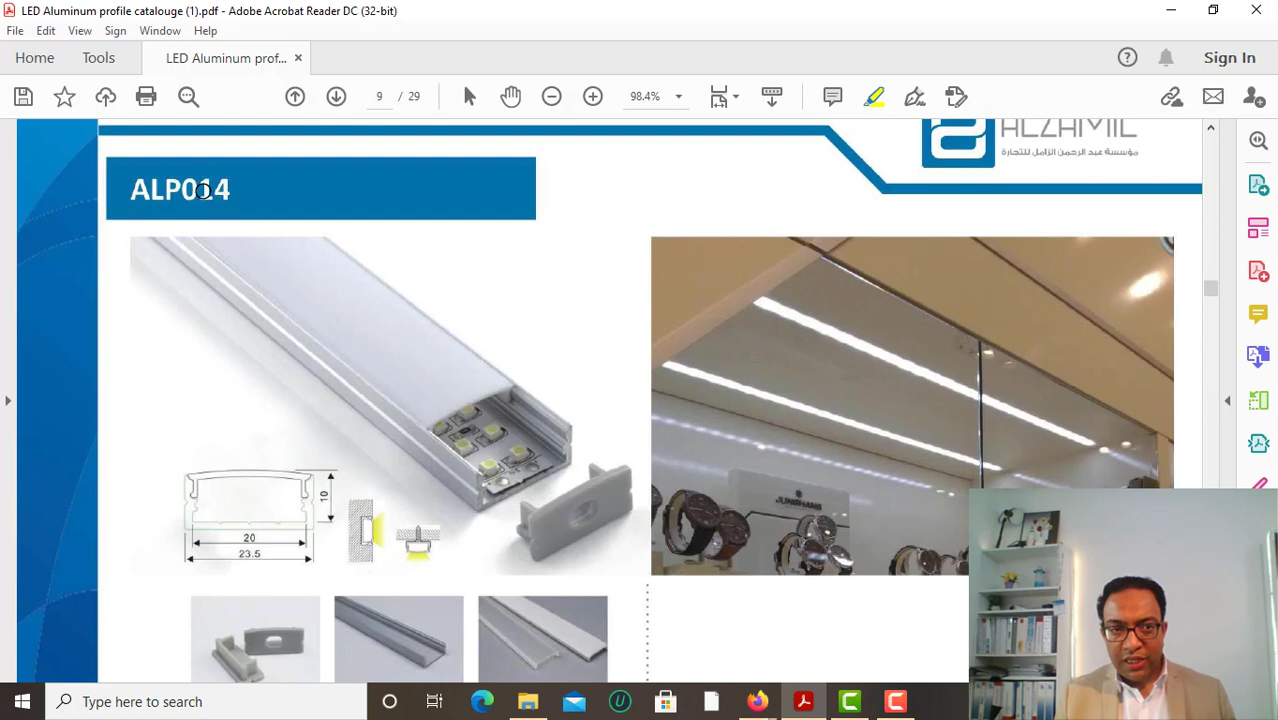 LED Aluminum profile catalouge (1).pdf - Adobe Acrobat Reader DC (32-bit)
File Edit View Sign Window Help
Home Tools LED Aluminum prof... × Sign In
9 / 29 98.4%
ALZAMIL
مؤسسة عبد الرحمن الزامل للتجارة
ALP014
JUNGHANS
10
20
23.5
Type here to search